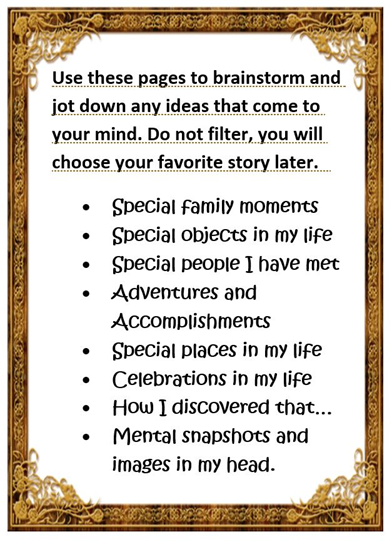 Use these pages to brainstorm and
jot down any ideas that come to
your mind. Do not filter, you will
choose your favorite story later.
• Special family moments
• Special objects in my life
• Special people I have met
• Adventures and
Accomplishments
• Special places in my life
• Celebrations in my life
• How I discovered that...
• Mental snapshots and
images in my head.